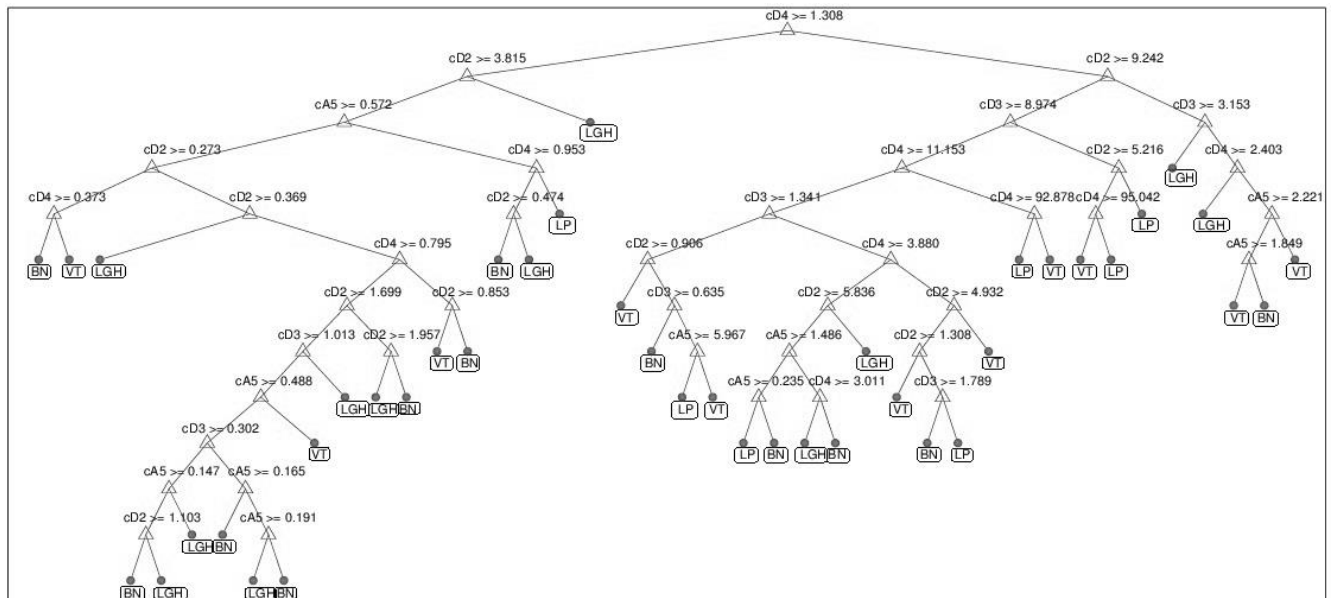 cD4 >= 1.308
cD2 >= 3.815
cD2 >= 9.242
cA5 >= 0.572
LGH
cD3 >= 8.974
cD3 >= 3.153
cD2 >= 0.273
cD4 >= 0.953
cD4 >= 11.153
cD2 >= 5.216
LGH
cD4 >= 2.403
cD4 >= 0.373
cD2 >= 0.369
cD2 >= 0.474
LP
cD3 >= 1.341
cD4 >= 92.878
cD4 >= 95.042
LP
LGH
cA5 >= 2.221
BN
VT
LGH
cD4 >= 0.795
BN
LGH
cD2 >= 0.906
cD4 >= 3.880
LP
VT
VT
LP
cA5 >= 1.849
VT
cD2 >= 1.699
cD2 >= 0.853
VT
cD3 >= 0.635
cD2 >= 5.836
cD2 >= 4.932
VT
BN
cD3 >= 1.013
cD2 >= 1.957
VT
BN
BN
cA5 >= 5.967
cA5 >= 1.486
LGH
cD2 >= 1.308
VT
cA5 >= 0.488
LGH
LGH
BN
LP
VT
cA5 >= 0.235
cD4 >= 3.011
VT
cD3 >= 1.789
cD3 >= 0.302
VT
LP
BN
LGH
BN
BN
LP
cA5 >= 0.147
cA5 >= 0.165
cD2 >= 1.103
LGH
BN
cA5 >= 0.191
BN
LGH
LGH
BN